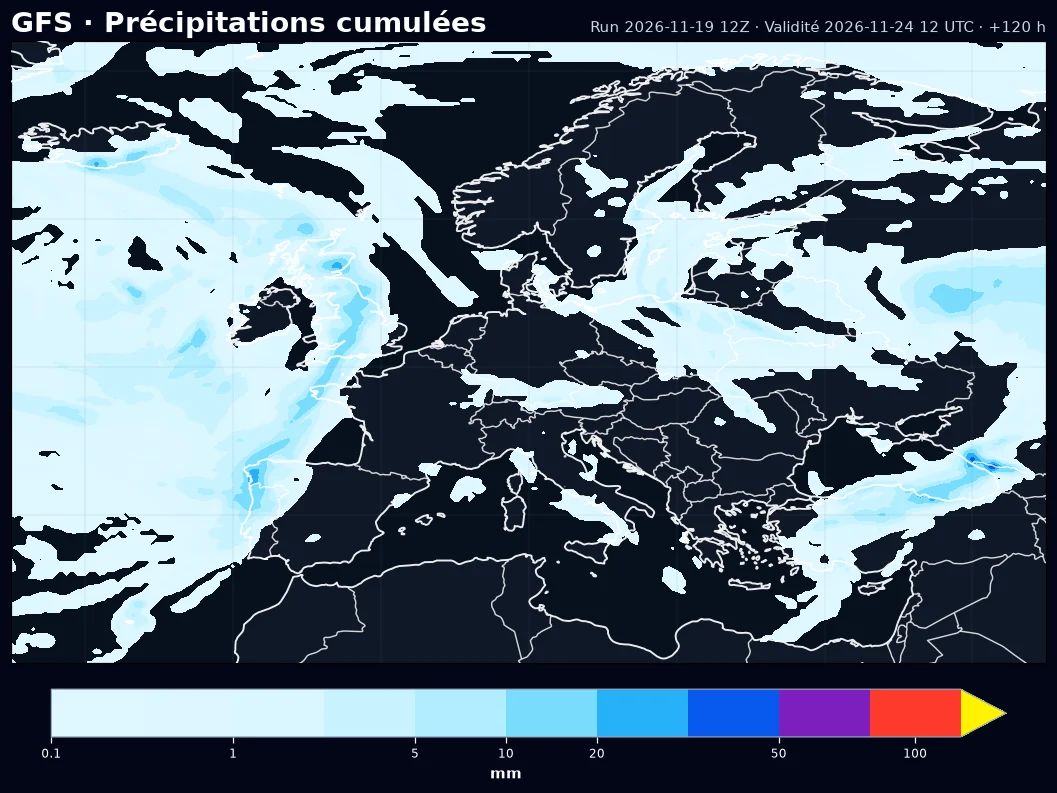 GFS · Précipitations cumulées
Run 2026-11-19 12Z · Validité 2026-11-24 12 UTC · +120 h
0.1 1 5 10 20 50 100
mm